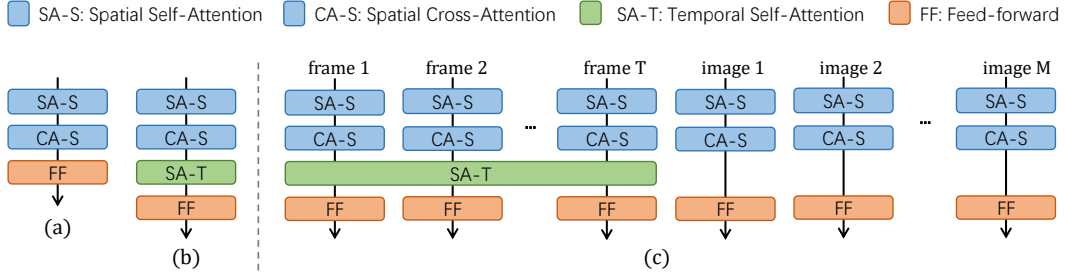 SA-S: Spatial Self-Attention CA-S: Spatial Cross-Attention SA-T: Temporal Self-Attention FF: Feed-forward
frame 1 frame 2 frame T image 1 image 2 image M
SA-S SA-S SA-S SA-S SA-S SA-S SA-S SA-S
CA-S CA-S CA-S CA-S ... CA-S CA-S CA-S ... CA-S
FF SA-T SA-T
FF FF FF FF FF FF FF
(a)
(b) (c)